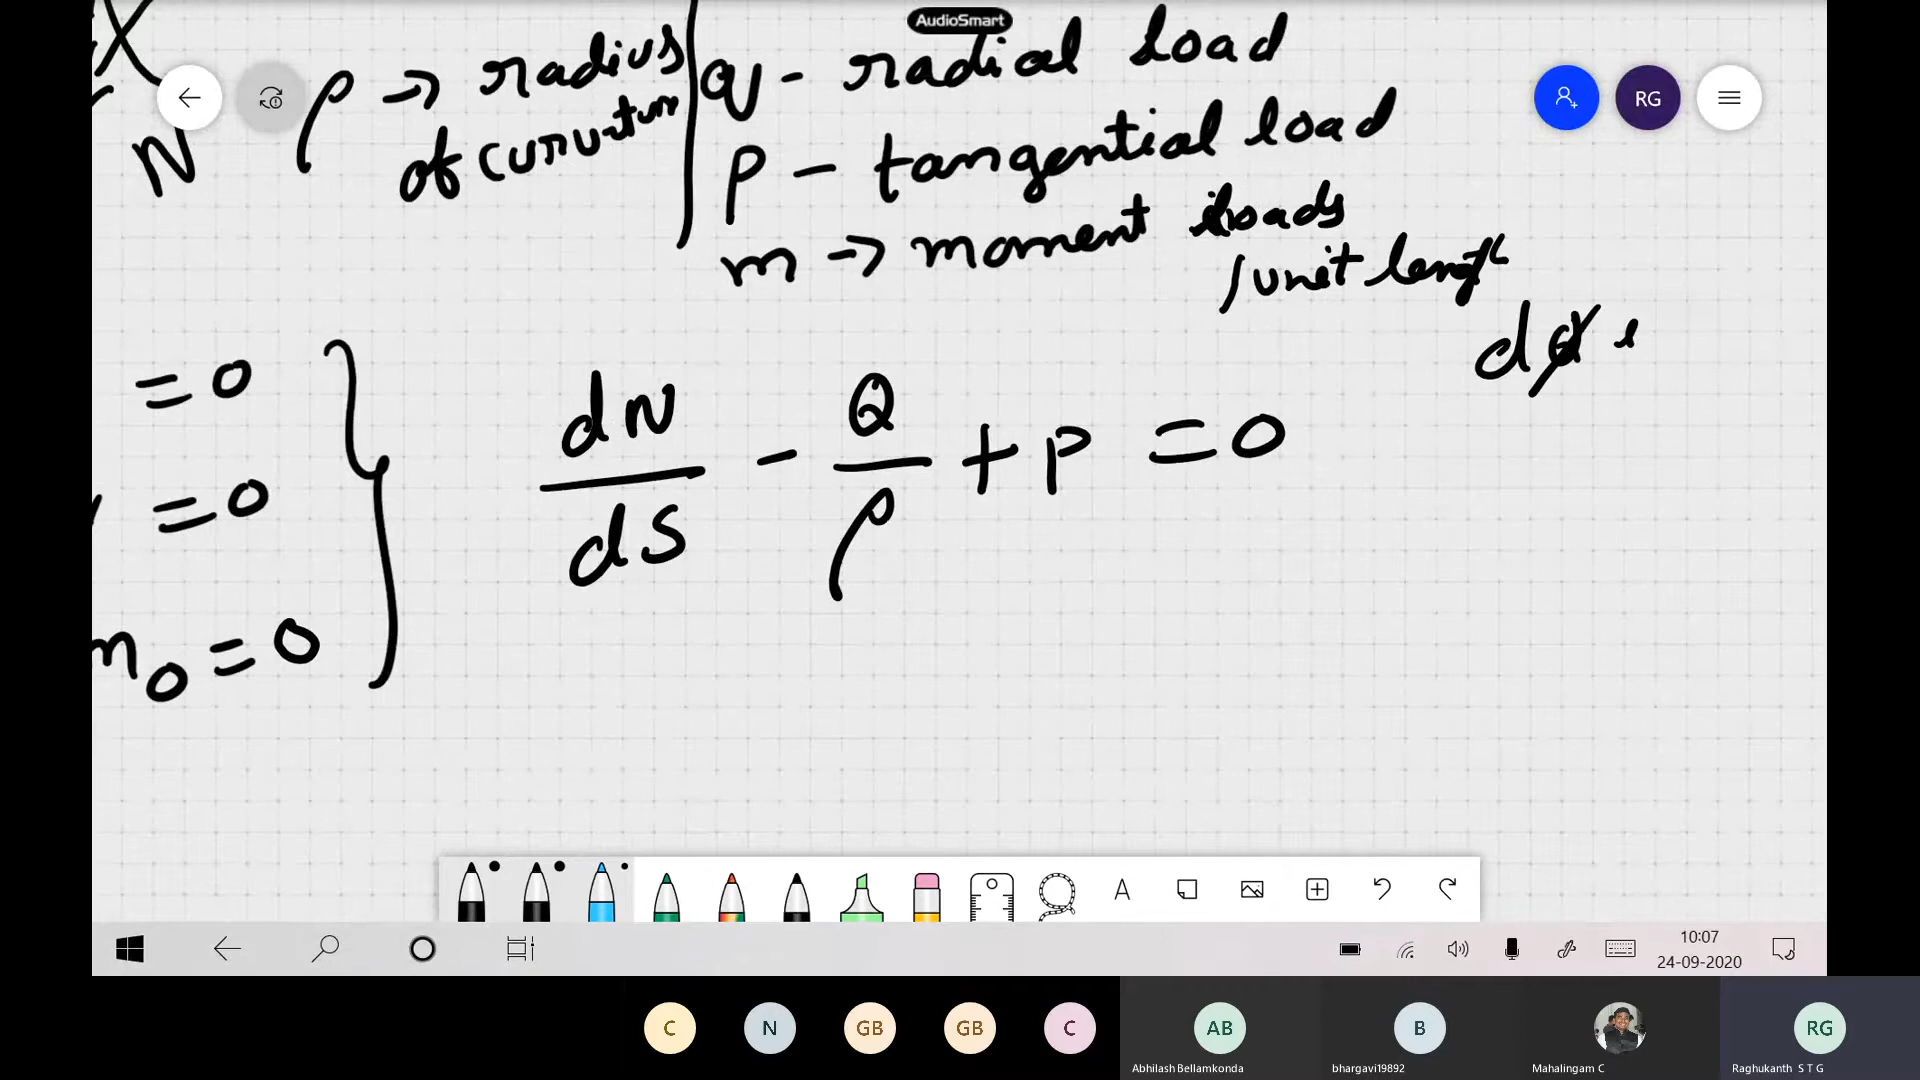 AudioSmart
ρ → radius
of curvature
q - radial load
N
p - tangential load
m → moment loads
/unit length
RG
= 0
dN/dS - Q/ρ + p = 0
= 0
m₀ = 0
A
10:07
24-09-2020
C N GB GB C AB B RG
Abhilash Bellamkonda bhargavi19892 Mahalingam C Raghukanth S T G